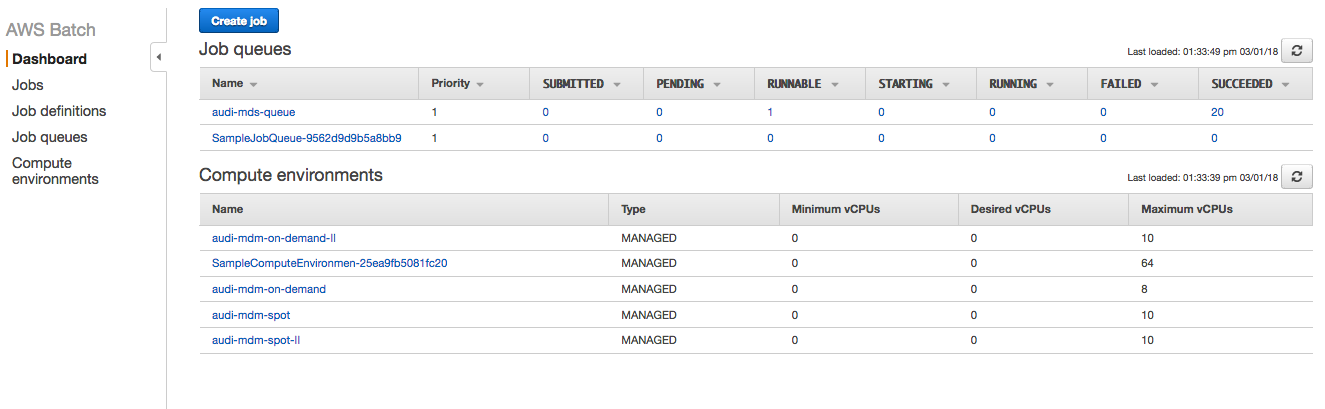 AWS Batch
Dashboard
Jobs
Job definitions
Job queues
Compute
environments
Create job
Job queues
Last loaded: 01:33:49 pm 03/01/18
Name Priority SUBMITTED PENDING RUNNABLE STARTING RUNNING FAILED SUCCEEDED
audi-mds-queue 1 0 0 1 0 0 0 20
SampleJobQueue-9562d9d9b5a8bb9 1 0 0 0 0 0 0 0
Compute environments
Last loaded: 01:33:39 pm 03/01/18
Name Type Minimum vCPUs Desired vCPUs Maximum vCPUs
audi-mdm-on-demand-II MANAGED 0 0 10
SampleComputeEnvironmen-25ea9fb5081fc20 MANAGED 0 0 64
audi-mdm-on-demand MANAGED 0 0 8
audi-mdm-spot MANAGED 0 0 10
audi-mdm-spot-II MANAGED 0 0 10